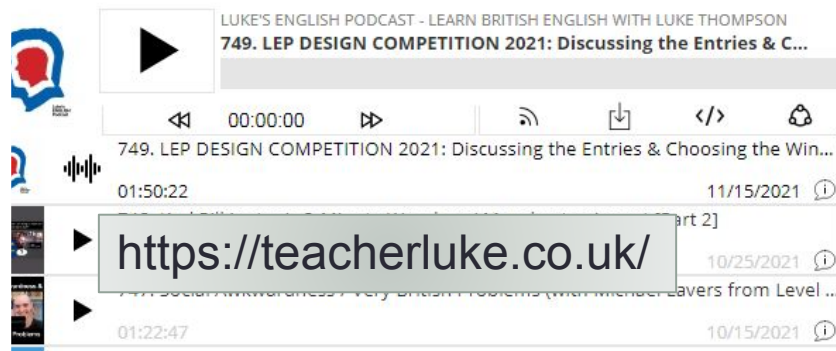 LUKE'S ENGLISH PODCAST - LEARN BRITISH ENGLISH WITH LUKE THOMPSON
749. LEP DESIGN COMPETITION 2021: Discussing the Entries & C...
00:00:00
749. LEP DESIGN COMPETITION 2021: Discussing the Entries & Choosing the Win...
01:50:22 11/15/2021
art 2]
https://teacherluke.co.uk/
10/25/2021
Lavers from Level ...
01:22:47 10/15/2021